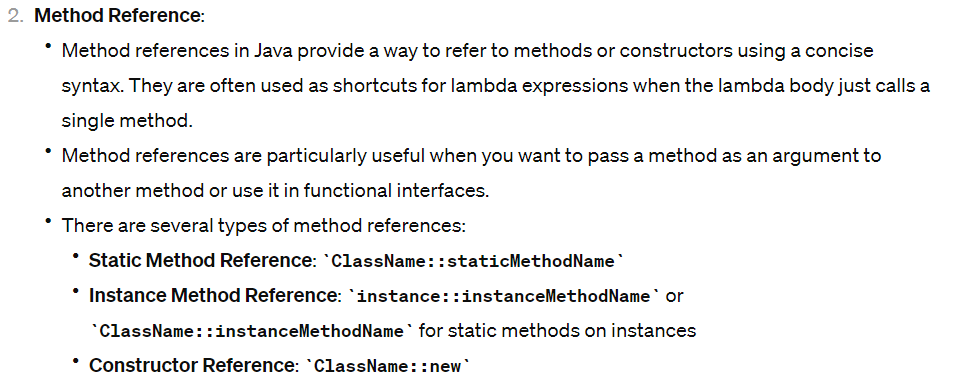 2. Method Reference:
• Method references in Java provide a way to refer to methods or constructors using a concise
syntax. They are often used as shortcuts for lambda expressions when the lambda body just calls a
single method.
• Method references are particularly useful when you want to pass a method as an argument to
another method or use it in functional interfaces.
• There are several types of method references:
• Static Method Reference: `ClassName::staticMethodName`
• Instance Method Reference: `instance::instanceMethodName` or
`ClassName::instanceMethodName` for static methods on instances
• Constructor Reference: `ClassName::new`